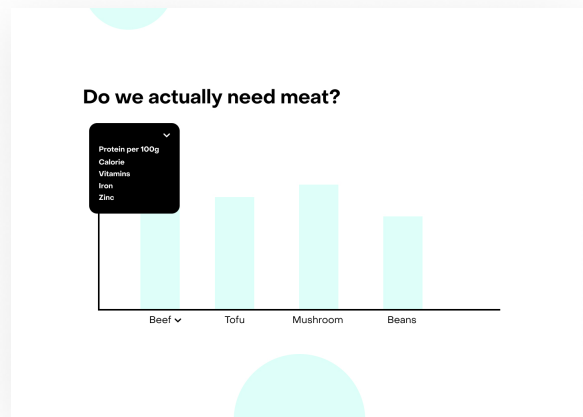 Do we actually need meat?
Protein per 100g
Calorie
Vitamins
Iron
Zinc
Beef Tofu Mushroom Beans